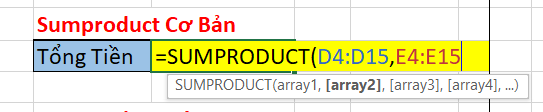 Sumproduct Cơ Bản
Tổng Tiền =SUMPRODUCT(D4:D15,E4:E15
SUMPRODUCT(array1, [array2], [array3], [array4], ...)